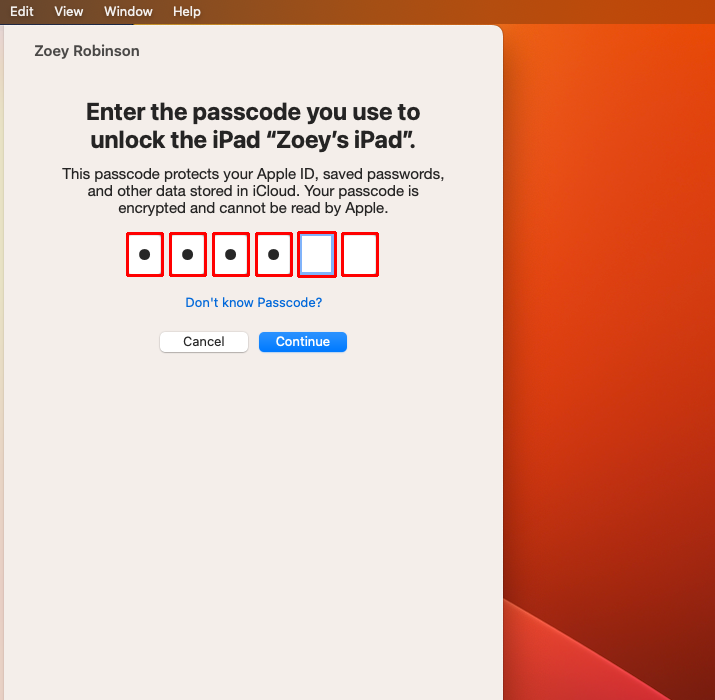 Edit View Window Help
Zoey Robinson
Enter the passcode you use to
unlock the iPad “Zoey’s iPad”.
This passcode protects your Apple ID, saved passwords,
and other data stored in iCloud. Your passcode is
encrypted and cannot be read by Apple.
Don't know Passcode?
Cancel Continue